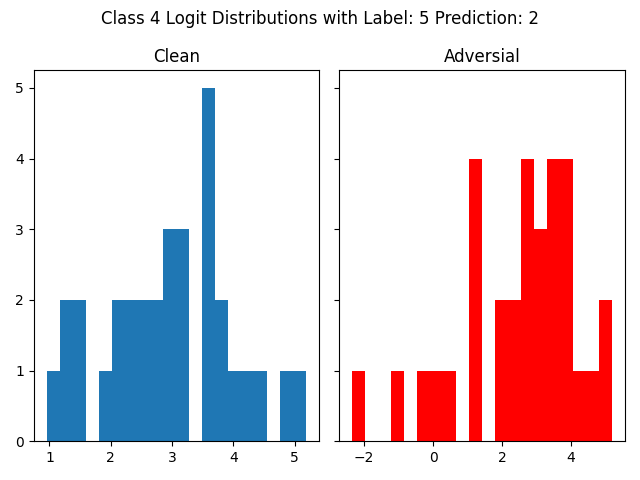 Class 4 Logit Distributions with Label: 5 Prediction: 2
Clean
Adversial
5
4
3
2
1
0
1 2 3 4 5
−2 0 2 4